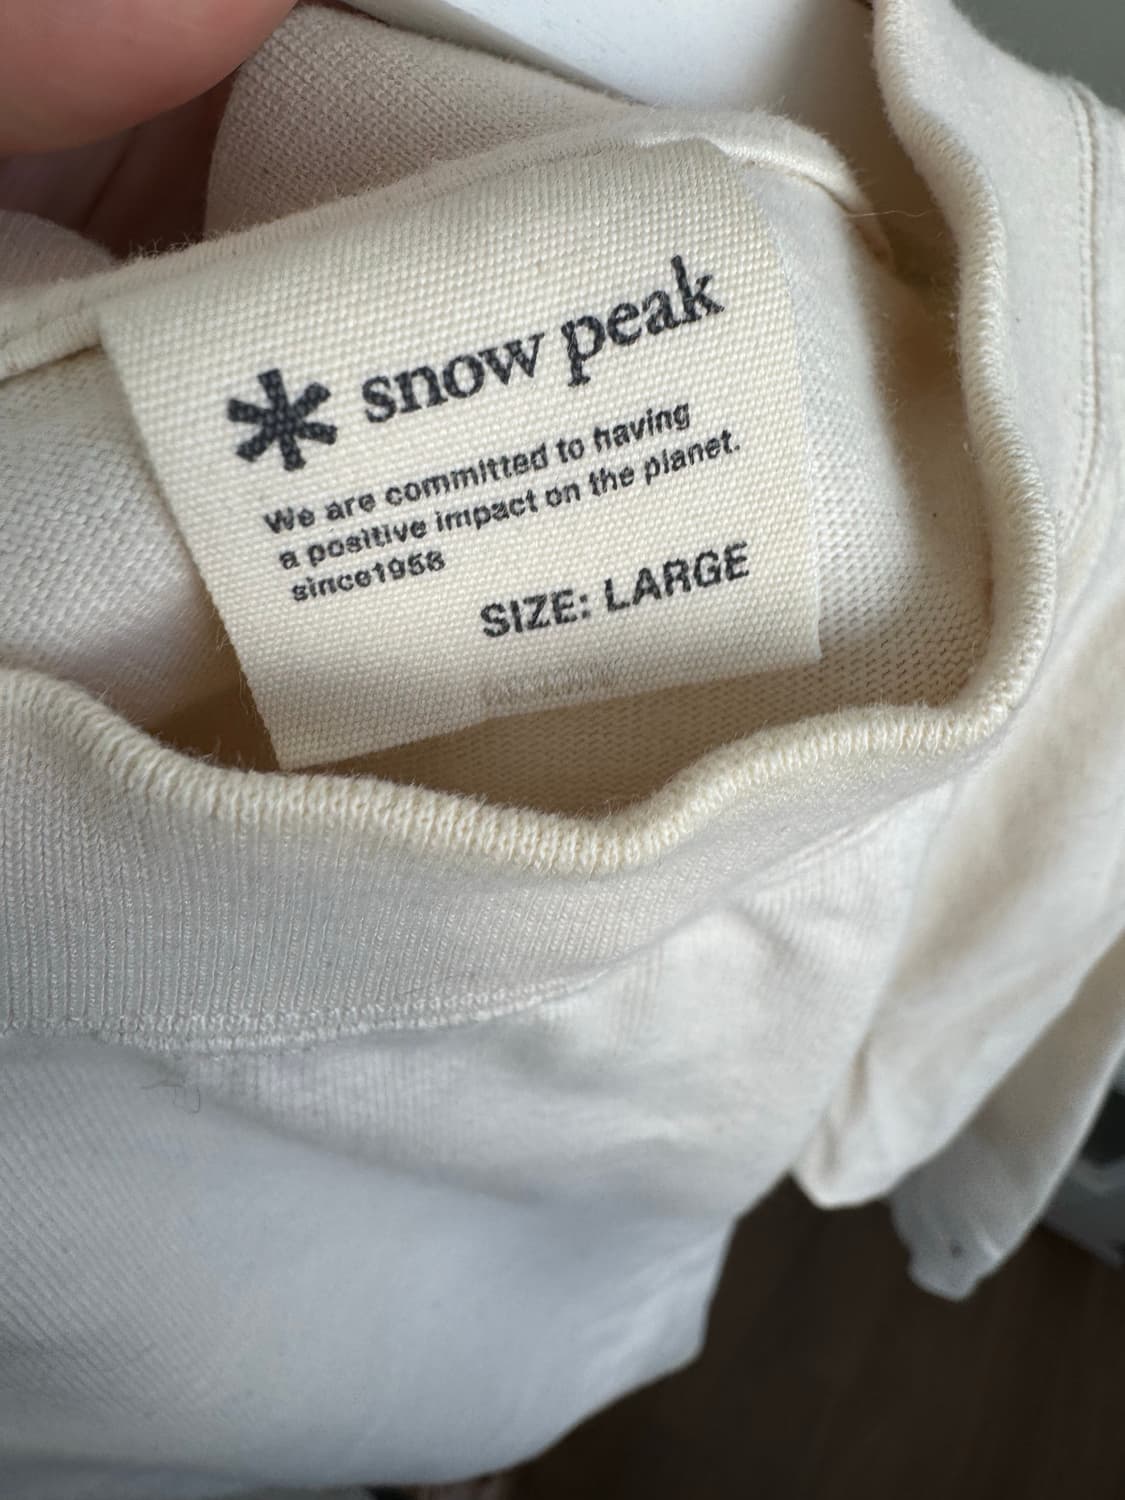 snow peak
We are committed to having
a positive impact on the planet.
since1958
SIZE: LARGE